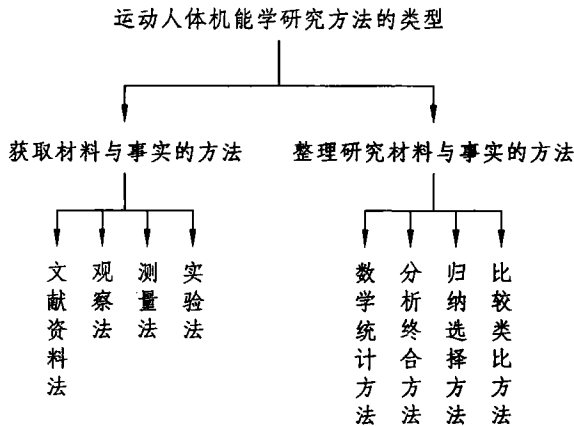 运动人体机能学研究方法的类型
获取材料与事实的方法
整理研究材料与事实的方法
文献资料法
观察法
测量法
实验法
数学统计方法
分析终合方法
归纳选择方法
比较类比方法